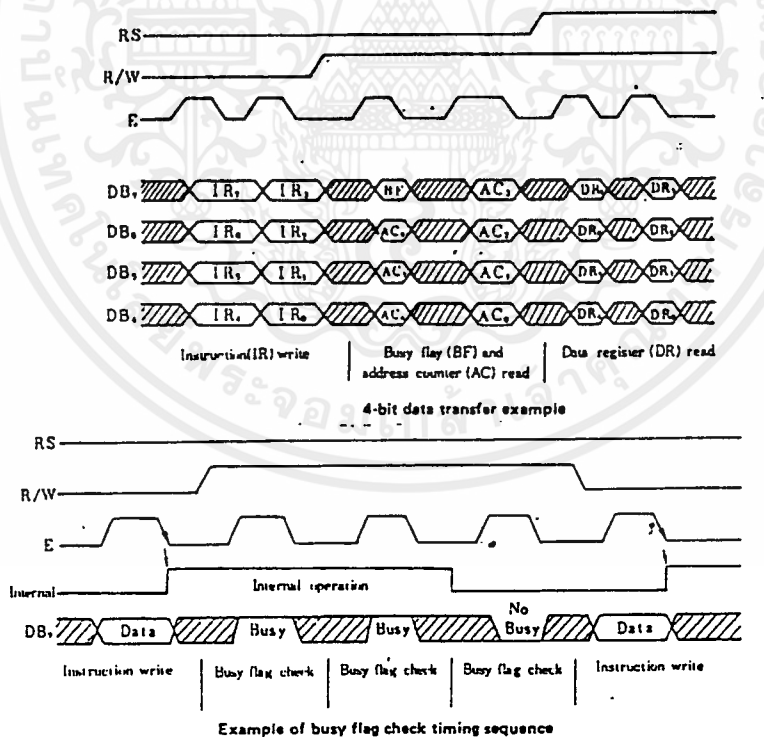 RS
R/W
E
DB₇ IR₇ IR₃ BF AC₃ DR₇ DR₃
DB₆ IR₆ AC₆ AC₂ DR₆
DB₅ IR₅ IR₁ AC₅ AC₁ DR₅ DR₁
DB₄ IR₄ IR₀ AC₄ AC₀ DR₄ DR₀
Instruction(IR) write
Busy flay (BF) and
address counter (AC) read
Data register (DR) read
4-bit data transfer example
RS
R/W
E
Internal
Internal operation
DB₇ Data Busy Busy No Busy Data
Instruction write
Busy flag check
Busy flag check
Busy flag check
Instruction write
Example of busy flag check timing sequence